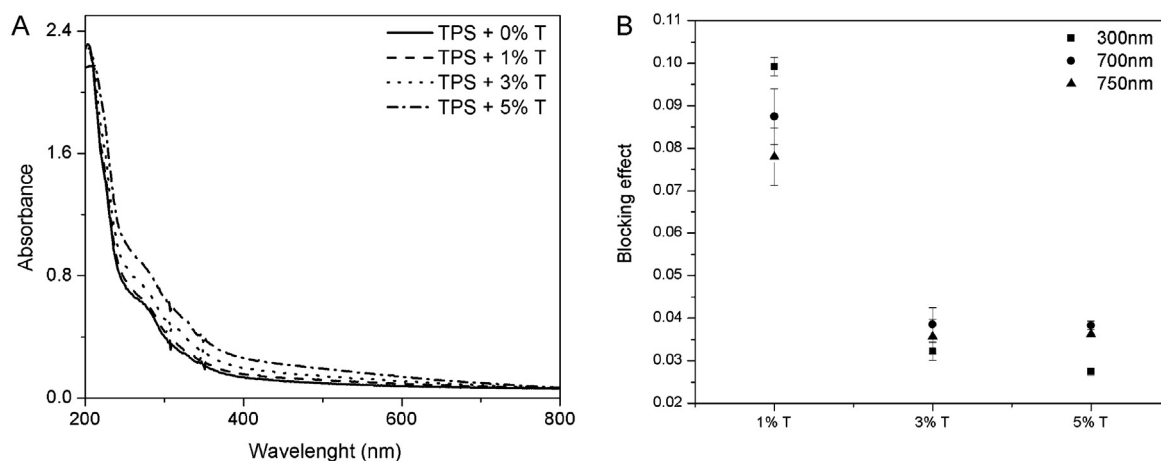 A
2.4
1.6
0.8
0.0
Absorbance
TPS + 0% T
TPS + 1% T
TPS + 3% T
TPS + 5% T
200
400
600
800
Wavelenght (nm)
B
0.10
0.09
0.08
0.07
0.06
0.05
0.04
0.03
0.02
Blocking effect
300nm
700nm
750nm
1% T
3% T
5% T